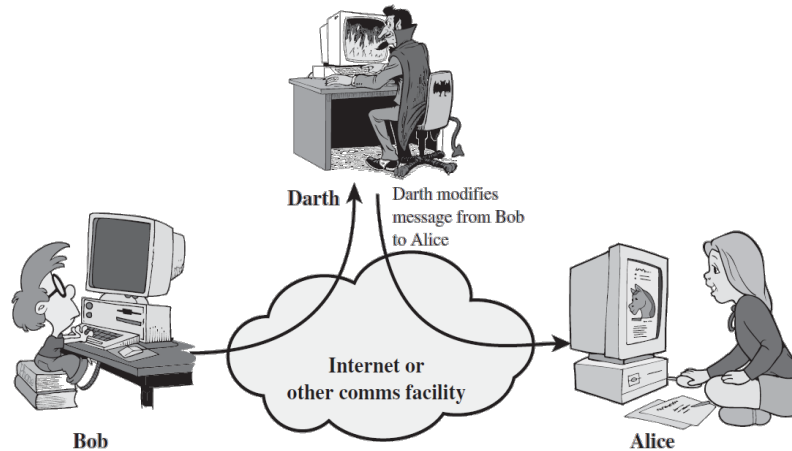 Darth
Darth modifies
message from Bob
to Alice
Internet or
other comms facility
Bob
Alice